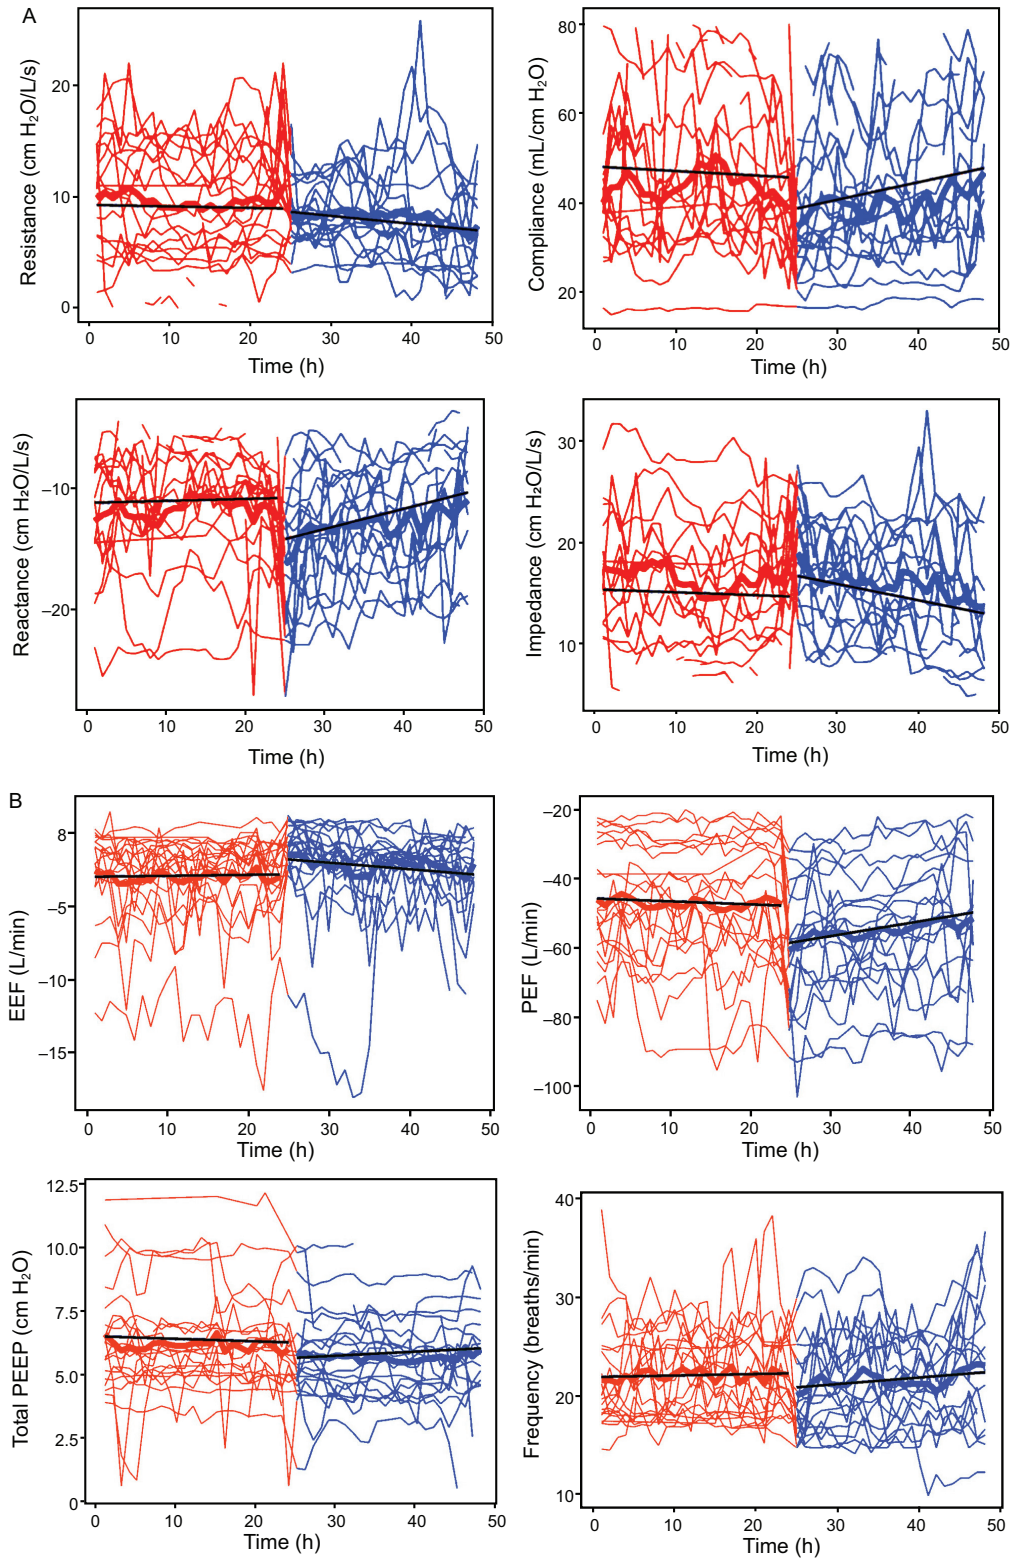 A
Resistance (cm H₂O/L/s)
20
10
0
0 10 20 30 40 50
Time (h)
Compliance (mL/cm H₂O)
80
60
40
20
0 10 20 30 40 50
Time (h)
Reactance (cm H₂O/L/s)
–10
–20
0 10 20 30 40 50
Time (h)
Impedance (cm H₂O/L/s)
30
20
10
0 10 20 30 40 50
Time (h)
B
EEF (L/min)
8
–5
–10
–15
0 10 20 30 40 50
Time (h)
PEF (L/min)
–20
–40
–60
–80
–100
0 10 20 30 40 50
Time (h)
Total PEEP (cm H₂O)
12.5
10.0
7.5
5.0
2.5
0
0 10 20 30 40 50
Time (h)
Frequency (breaths/min)
40
30
20
10
0 10 20 30 40 50
Time (h)